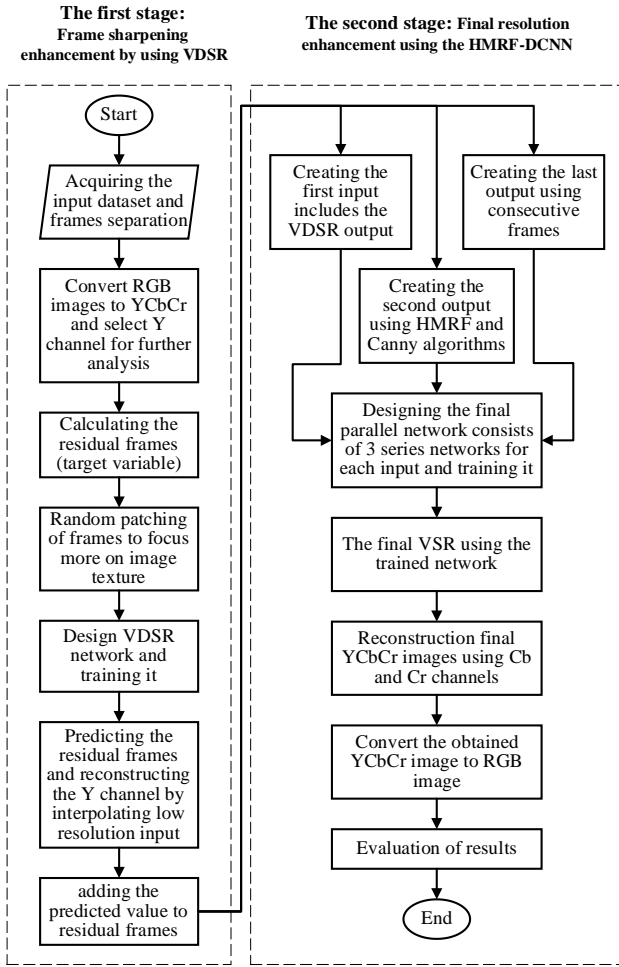 The first stage:
Frame sharpening
enhancement by using VDSR
Start
Acquiring the
input dataset and
frames separation
Convert RGB
images to YCbCr
and select Y
channel for further
analysis
Calculating the
residual frames
(target variable)
Random patching
of frames to focus
more on image
texture
Design VDSR
network and
training it
Predicting the
residual frames
and reconstructing
the Y channel by
interpolating low
resolution input
adding the
predicted value to
residual frames
The second stage: Final resolution
enhancement using the HMRF-DCNN
Creating the
first input
includes the
VDSR output
Creating the last
output using
consecutive
frames
Creating the
second output
using HMRF and
Canny algorithms
Designing the final
parallel network consists
of 3 series networks for
each input and training it
The final VSR using the
trained network
Reconstruction final
YCbCr images using Cb
and Cr channels
Convert the obtained
YCbCr image to RGB
image
Evaluation of results
End